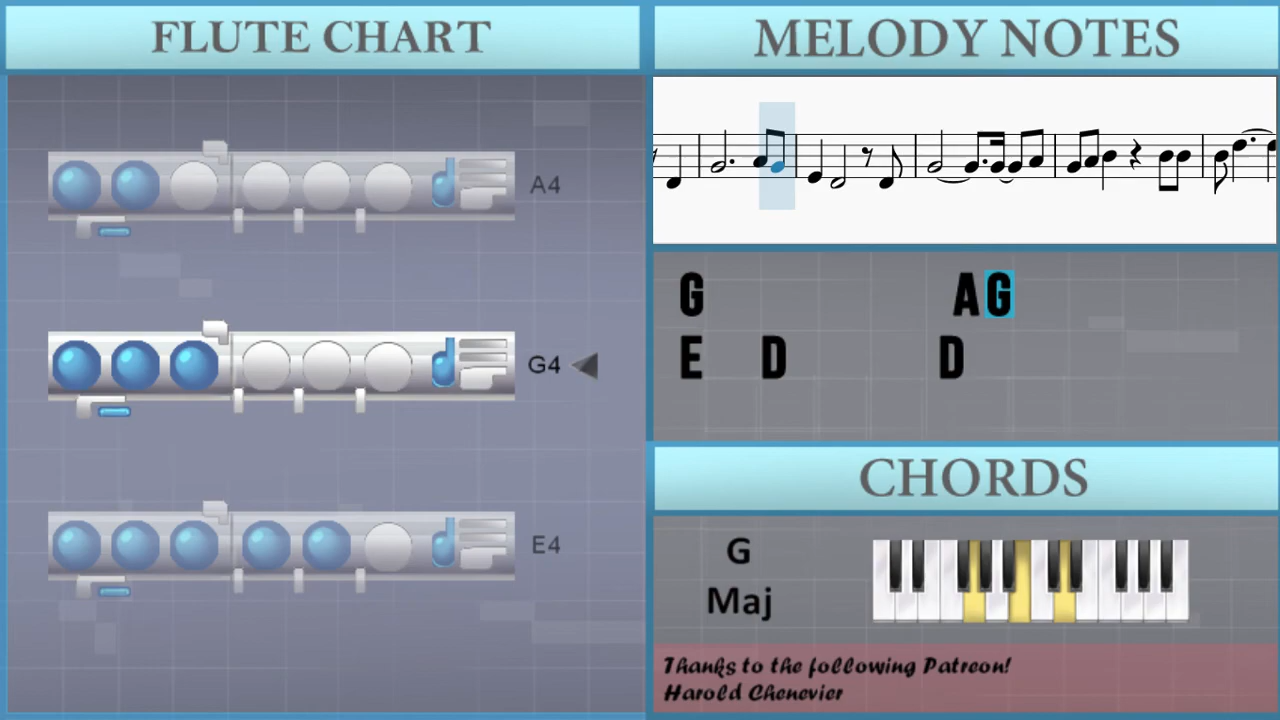 FLUTE CHART
A4
G4
E4
MELODY NOTES
G A G
E D D
CHORDS
G
Maj
Thanks to the following Patreon!
Harold Chenevier